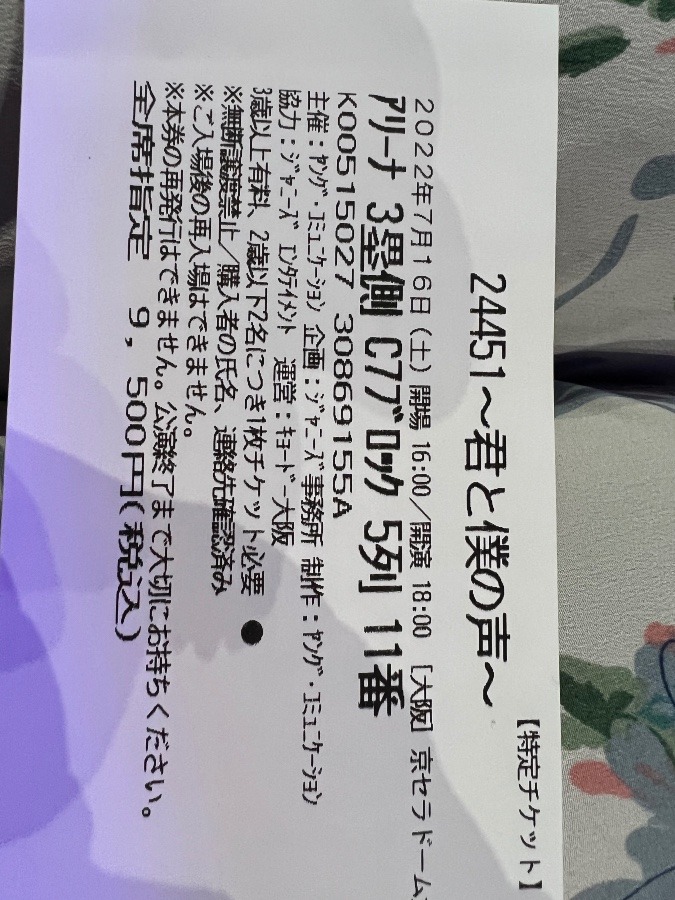 【特定チケット】
24451～君と僕の声～
2022年7月16日（土）開場 16:00／開演 18:00 [大阪] 京セラドーム
ｱﾘｰﾅ 3塁側 C7ﾌﾞﾛｯｸ 5列 11番
K00515027 30869155A
主催：ﾔﾝｸﾞ・ｺﾐｭﾆｹｰｼｮﾝ 企画：ｼﾞｬﾆｰｽﾞ事務所 制作：ﾔﾝｸﾞ・ｺﾐｭﾆｹｰｼｮﾝ
協力：ｼﾞｬﾆｰｽﾞ ｴﾝﾀﾃｲﾒﾝﾄ 運営：ｷｮｰﾄﾞｰ大阪
3歳以上有料、2歳以下2名につき1枚チケット必要 ●
※無断譲渡禁止／購入者の氏名、連絡先確認済み
※ご入場後の再入場はできません。
※本券の再発行はできません。公演終了まで大切にお持ちください。
全席指定 9，500円(税込)